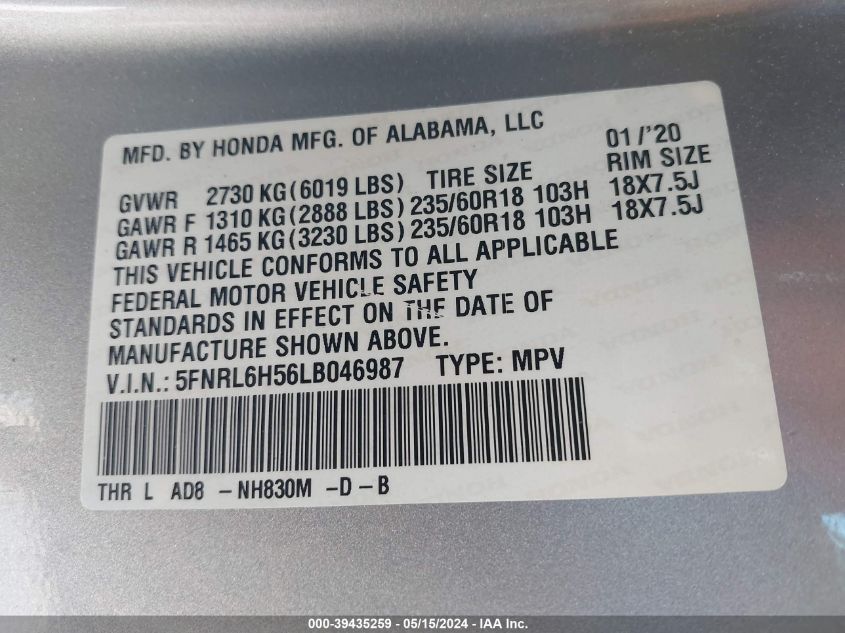 MFD. BY HONDA MFG. OF ALABAMA, LLC 01/'20
GVWR 2730 KG(6019 LBS) TIRE SIZE RIM SIZE
GAWR F 1310 KG(2888 LBS) 235/60R18 103H 18X7.5J
GAWR R 1465 KG(3230 LBS) 235/60R18 103H 18X7.5J
THIS VEHICLE CONFORMS TO ALL APPLICABLE
FEDERAL MOTOR VEHICLE SAFETY
STANDARDS IN EFFECT ON THE DATE OF
MANUFACTURE SHOWN ABOVE.
V.I.N.: 5FNRL6H56LB046987 TYPE: MPV
THR L AD8 -NH830M -D-B
000-39435259 - 05/15/2024 - IAA Inc.